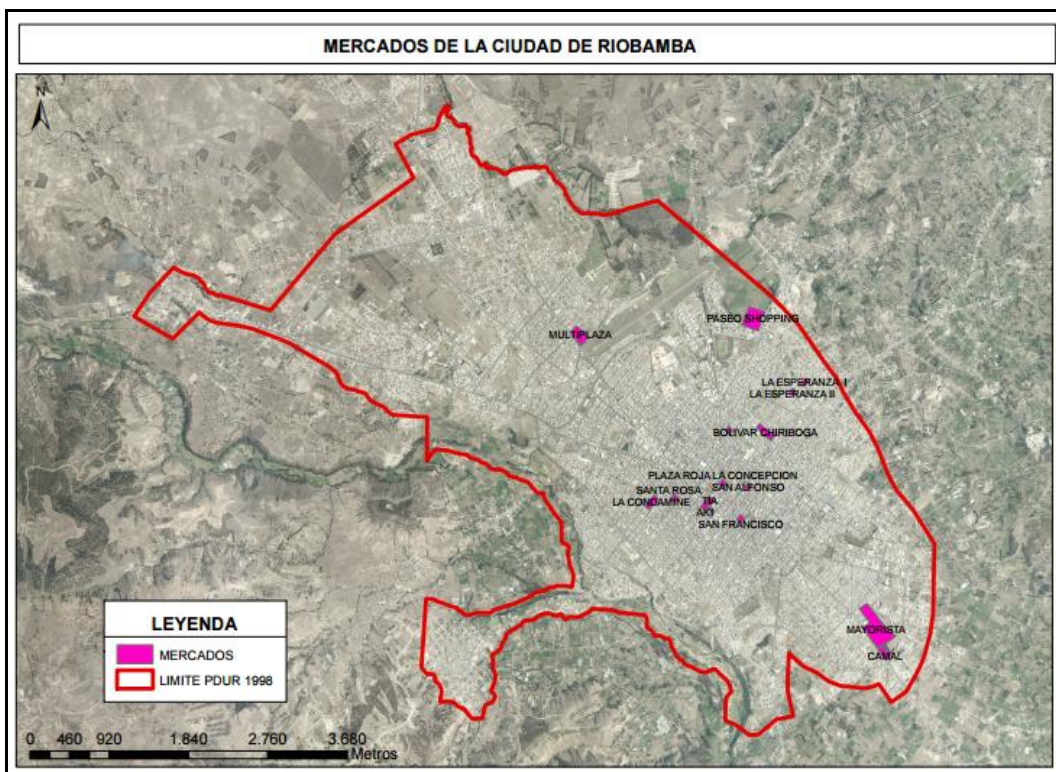 MERCADOS DE LA CIUDAD DE RIOBAMBA
N
PASEO SHOPPING
MULTIPLAZA
LA ESPERANZA I
LA ESPERANZA II
BOLIVAR CHIRIBOGA
PLAZA ROJA LA CONCEPCION
SANTA ROSA SAN ALFONSO
LA CONDAMINE TIA
AKI
SAN FRANCISCO
MAYORISTA
CAMAL
LEYENDA
MERCADOS
LIMITE PDUR 1998
0 460 920 1.840 2.760 3.680
Metros